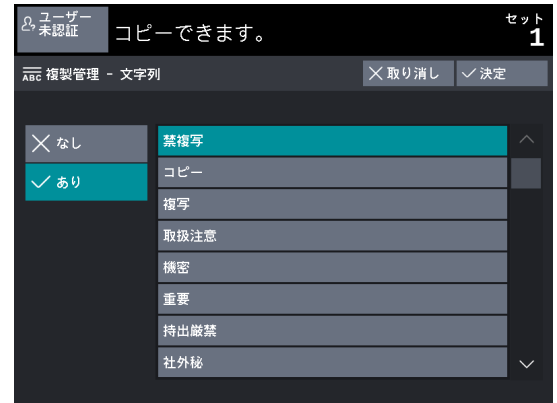 ユーザー
未認証
コピーできます。
セット
1
ABC 複製管理 - 文字列
取り消し
決定
なし
あり
禁複写
コピー
複写
取扱注意
機密
重要
持出厳禁
社外秘